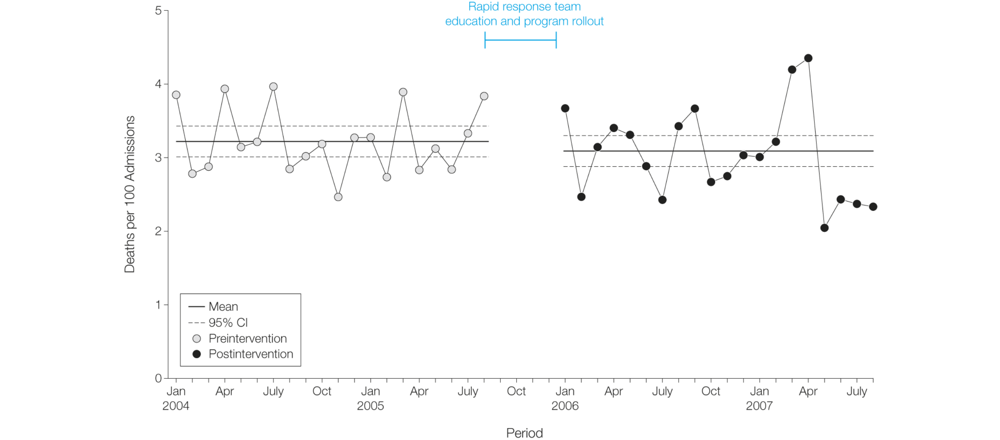 Rapid response team
education and program rollout
5
4
3
2
1
0
Deaths per 100 Admissions
Mean
95% CI
Preintervention
Postintervention
Jan Apr July Oct Jan Apr July Oct Jan Apr July Oct Jan Apr July
2004 2005 2006 2007
Period